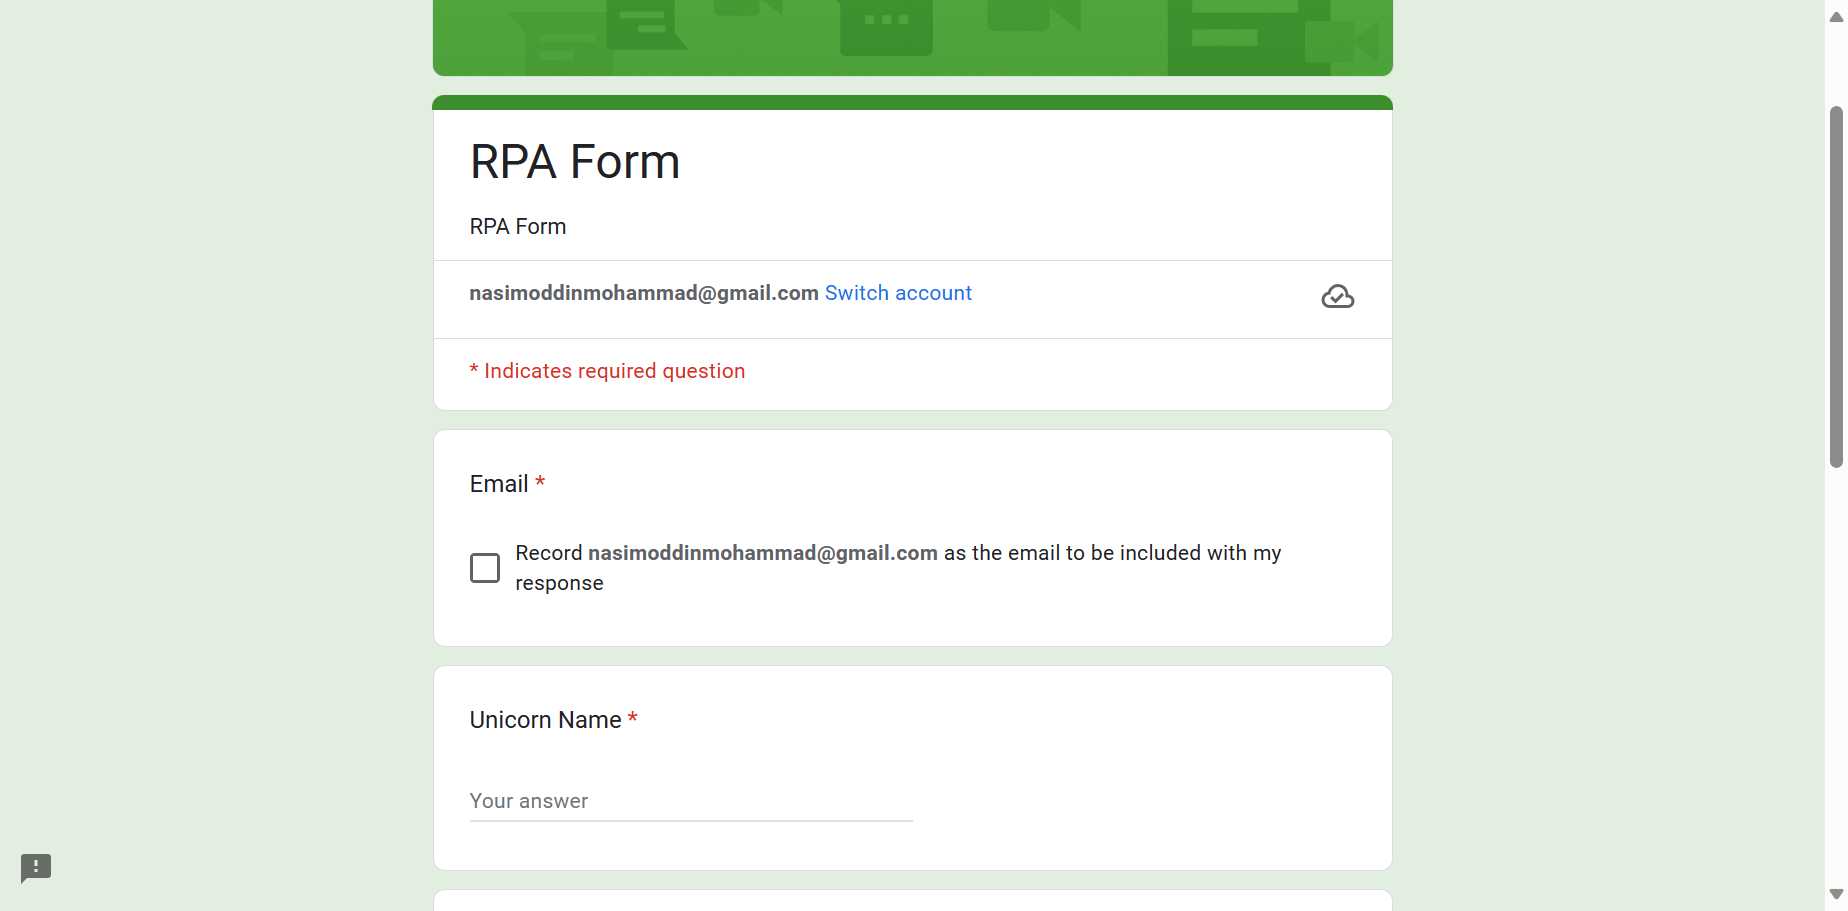 RPA Form
RPA Form
nasimoddinmohammad@gmail.com Switch account
* Indicates required question
Email *
Record nasimoddinmohammad@gmail.com as the email to be included with my
response
Unicorn Name *
Your answer